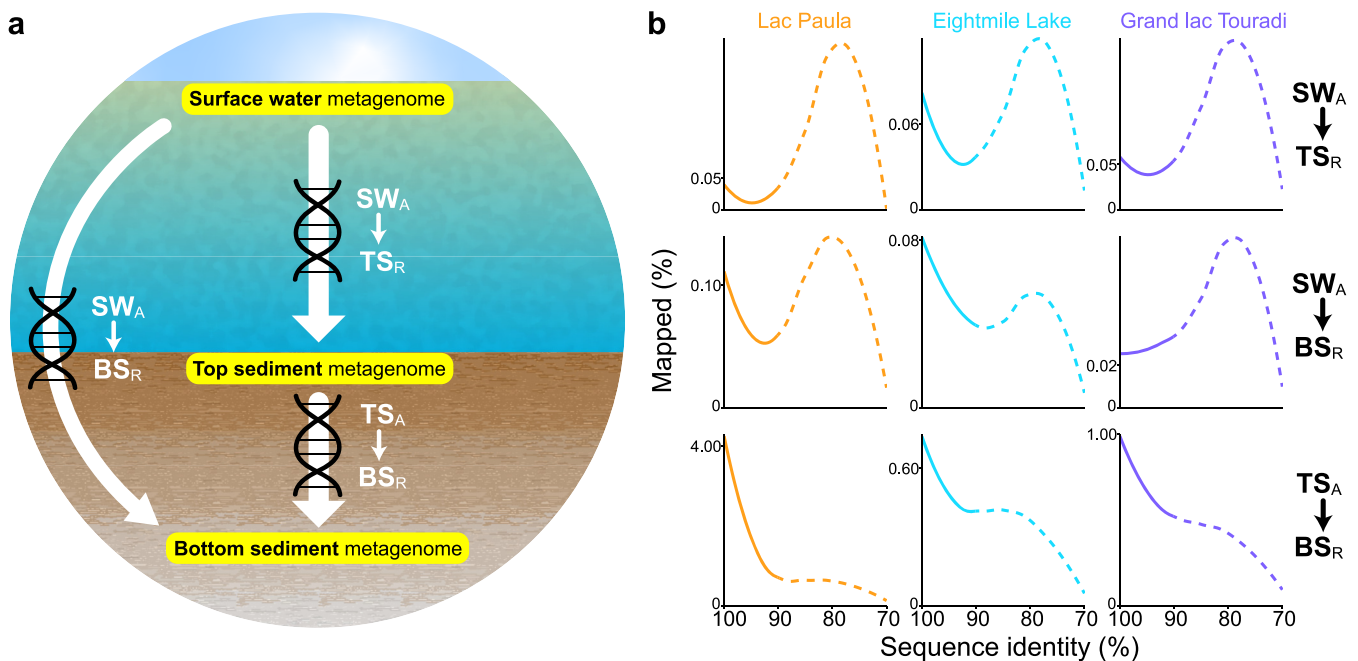 a
Surface water metagenome
SWA
TSR
SWA
BSR
Top sediment metagenome
TSA
BSR
Bottom sediment metagenome
b
Lac Paula
Eightmile Lake
Grand lac Touradi
Mapped (%)
0.05
0
0.06
0
0.05
0
SWA
TSR
0.10
0
0.08
0
0.02
0
SWA
BSR
4.00
0
0.60
0
1.00
0
TSA
BSR
100 90 80 70
100 90 80 70
100 90 80 70
Sequence identity (%)